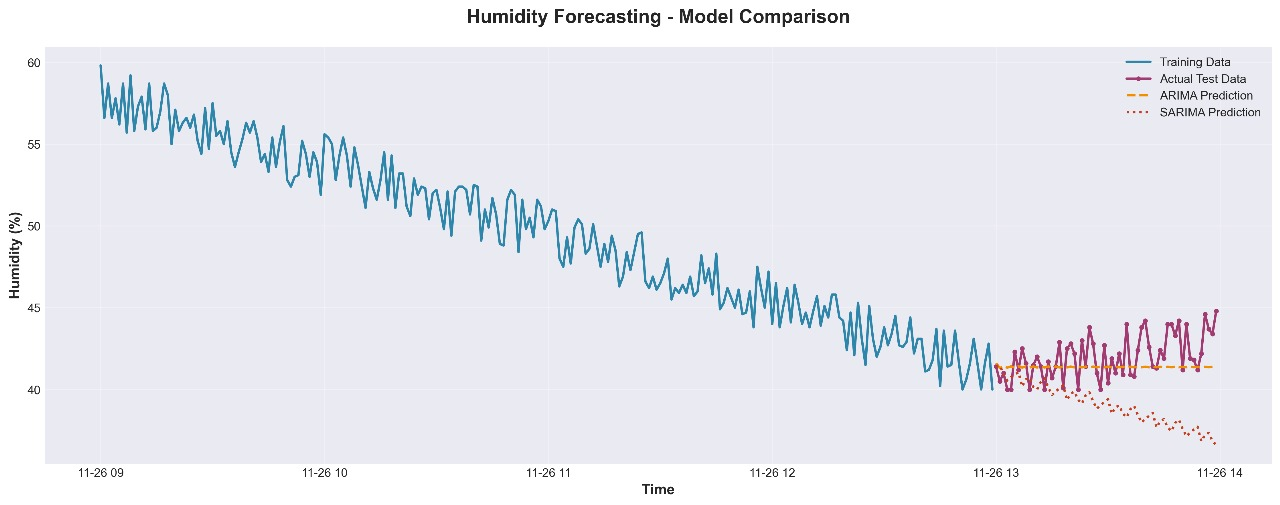 Humidity Forecasting - Model Comparison
60
55
50
45
40
Humidity (%)
Training Data
Actual Test Data
ARIMA Prediction
SARIMA Prediction
11-26 09
11-26 10
11-26 11
11-26 12
11-26 13
11-26 14
Time